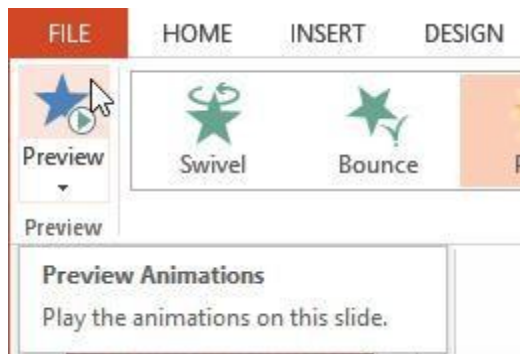 FILE HOME INSERT DESIGN
Preview Swivel Bounce
Preview
Preview Animations
Play the animations on this slide.